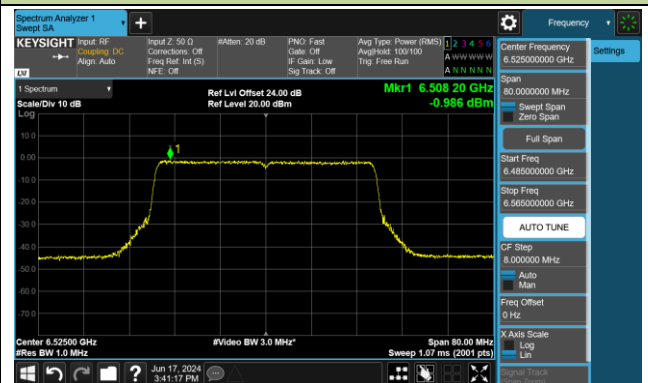 Spectrum Analyzer 1
Swept SA
Frequency
KEYSIGHT
Input: RF
Coupling: DC
Align: Auto
Input Z: 50 Ω
Corrections: Off
Freq Ref: Int (S)
NFE: Off
#Atten: 20 dB
PNO: Fast
Gate: Off
IF Gain: Low
Sig Track: Off
Avg Type: Power (RMS)
Avg|Hold: 100/100
Trig: Free Run
1 2 3 4 5 6
A W W W W W
A N N N N N
LXI
1 Spectrum
Scale/Div 10 dB
Log
Ref Lvl Offset 24.00 dB
Ref Level 20.00 dBm
Mkr1 6.508 20 GHz
-0.986 dBm
10.0
0.00
-10.0
-20.0
-30.0
-40.0
-50.0
-60.0
-70.0
1
Center 6.52500 GHz
#Res BW 1.0 MHz
#Video BW 3.0 MHz*
Span 80.00 MHz
Sweep 1.07 ms (2001 pts)
Jun 17, 2024
3:41:17 PM
Center Frequency
6.525000000 GHz
Settings
Span
80.0000000 MHz
Swept Span
Zero Span
Full Span
Start Freq
6.485000000 GHz
Stop Freq
6.565000000 GHz
AUTO TUNE
CF Step
8.000000 MHz
Auto
Man
Freq Offset
0 Hz
X Axis Scale
Log
Lin
Signal Track